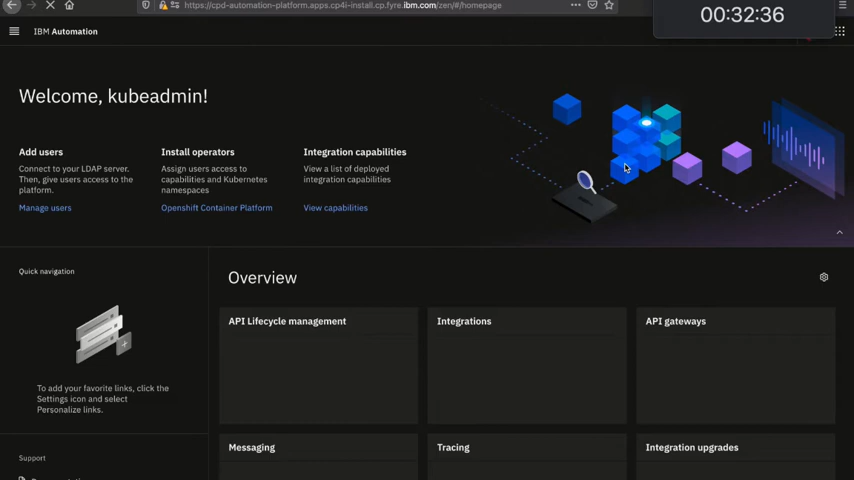 https://cpd-automation-platform.apps.cp4i-install.cp.fyre.ibm.com/zen/#/homepage
00:32:36
IBM Automation
Welcome, kubeadmin!
Add users
Connect to your LDAP server.
Then, give users access to the
platform.
Manage users
Install operators
Assign users access to
capabilities and Kubernetes
namespaces
Openshift Container Platform
Integration capabilities
View a list of deployed
integration capabilities
View capabilities
Quick navigation
To add your favorite links, click the
Settings icon and select
Personalize links.
Support
Overview
API Lifecycle management
Integrations
API gateways
Messaging
Tracing
Integration upgrades